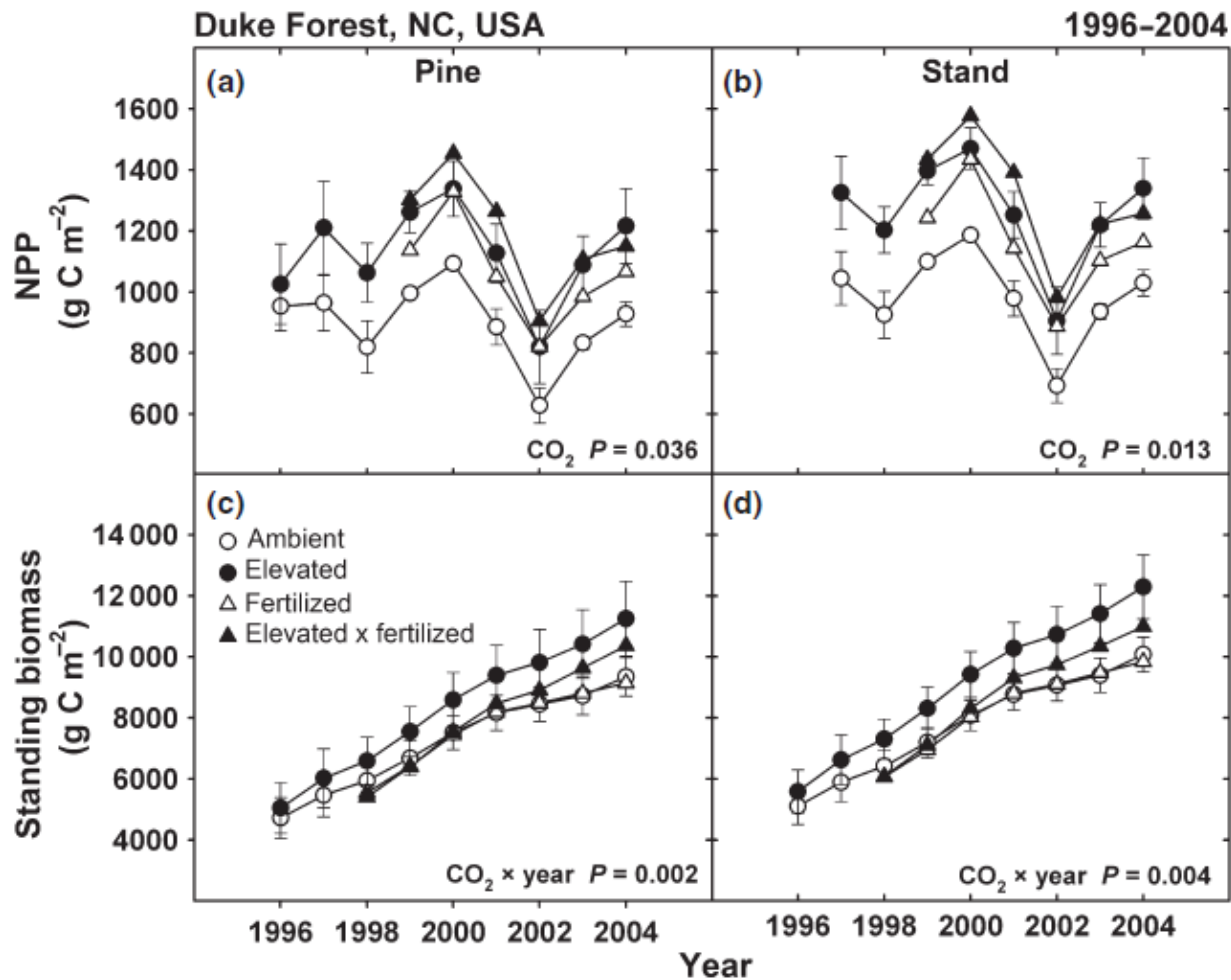 Duke Forest, NC, USA 1996–2004
(a) Pine
(b) Stand
1600
1400
1200
1000
800
600
NPP
(g C m⁻²)
CO₂ P = 0.036
CO₂ P = 0.013
(c)
(d)
Ambient
Elevated
Fertilized
Elevated x fertilized
14 000
12 000
10 000
8000
6000
4000
Standing biomass
(g C m⁻²)
CO₂ × year P = 0.002
CO₂ × year P = 0.004
1996 1998 2000 2002 2004
1996 1998 2000 2002 2004
Year